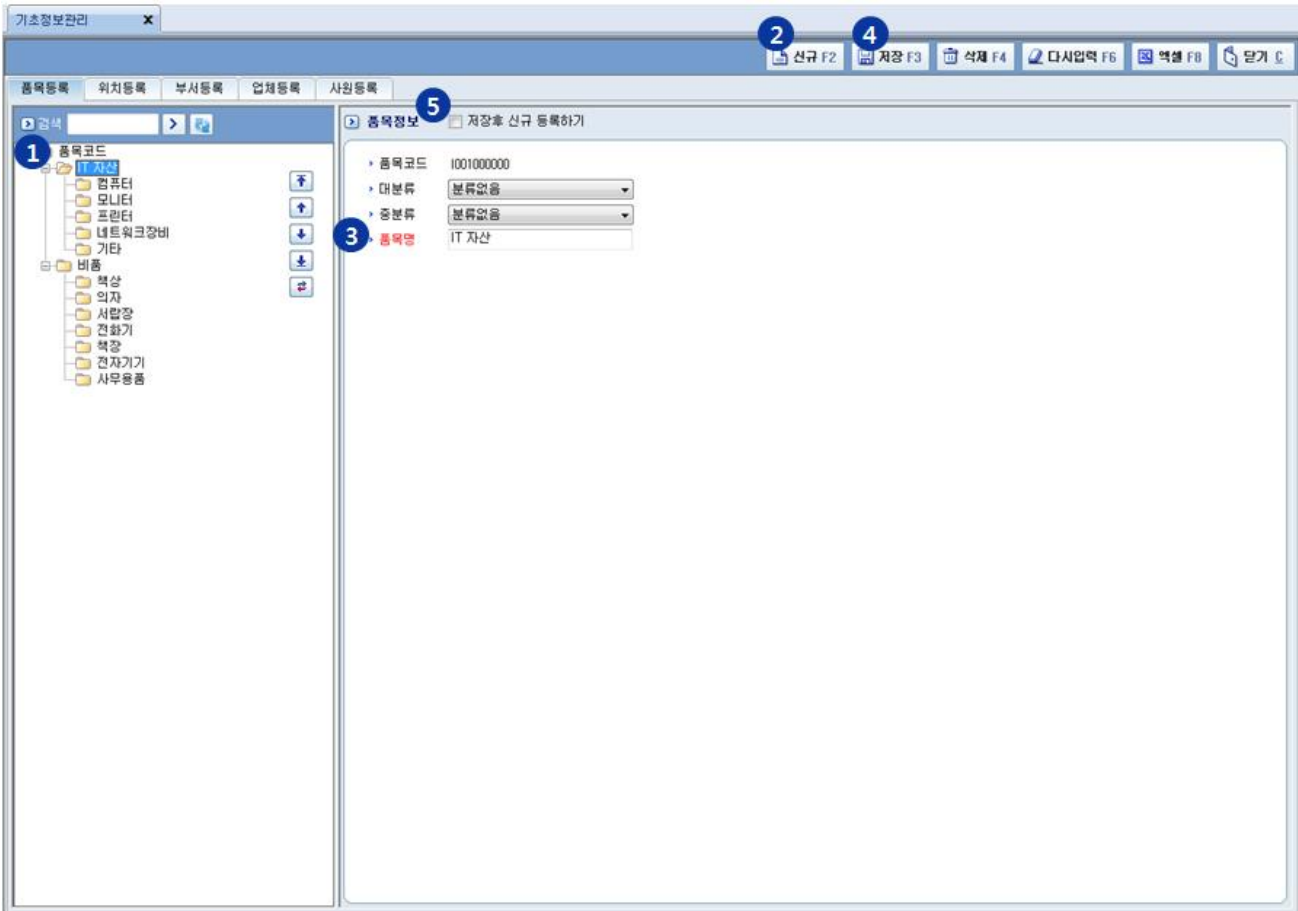 기초정보관리 x
2 4
신규 F2 저장 F3 삭제 F4 다시입력 F6 엑셀 F8 닫기 C
품목등록 위치등록 부서등록 업체등록 사원등록
검색
5
품목정보 저장후 신규 등록하기
1
품목코드
IT 자산
컴퓨터
모니터
프린터
네트워크장비
기타
비품
책상
의자
서랍장
전화기
책장
전자기기
사무용품
품목코드 I001000000
대분류 분류없음
중분류 분류없음
3 품목명 IT 자산